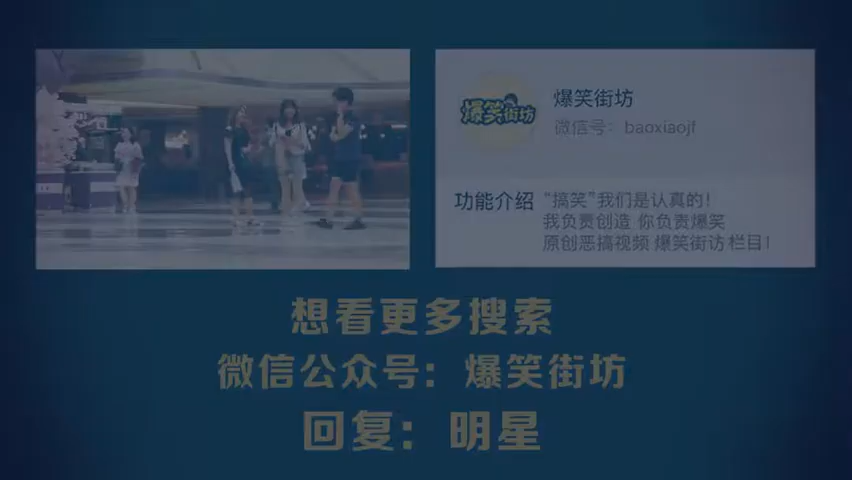 爆笑街坊
爆笑街坊
微信号：baoxiaojf
功能介绍 “搞笑”我们是认真的！
我负责创造 你负责爆笑
原创恶搞视频 爆笑街访 栏目！
想看更多搜索
微信公众号：爆笑街坊
回复：明星